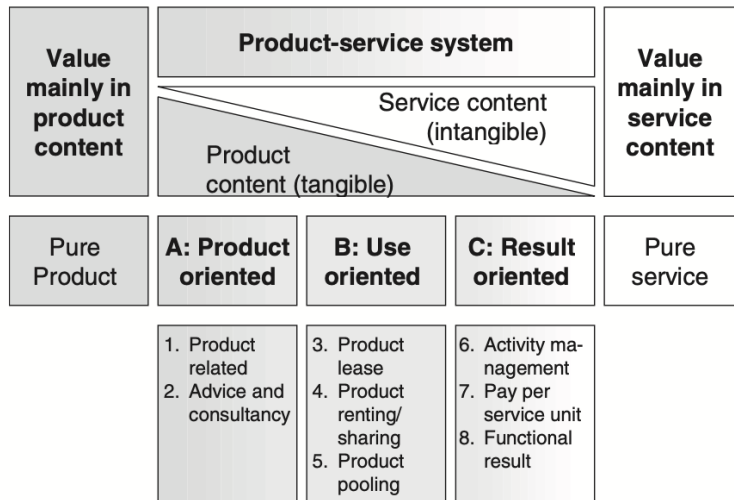 Value
mainly in
product
content
Product-service system
Service content
(intangible)
Product
content (tangible)
Value
mainly in
service
content
Pure
Product
A: Product
oriented
B: Use
oriented
C: Result
oriented
Pure
service
1. Product
related
2. Advice and
consultancy
3. Product
lease
4. Product
renting/
sharing
5. Product
pooling
6. Activity ma-
nagement
7. Pay per
service unit
8. Functional
result